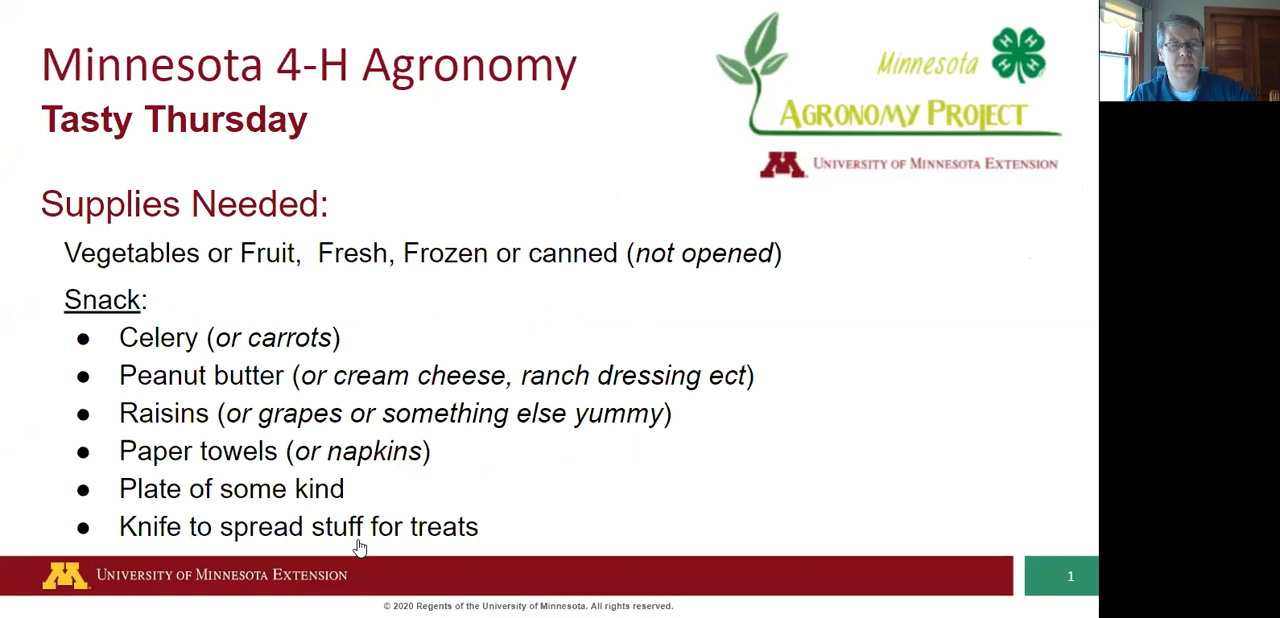 Minnesota 4-H Agronomy
Tasty Thursday
Minnesota
H H H H
AGRONOMY PROJECT
M UNIVERSITY OF MINNESOTA EXTENSION
Supplies Needed:
Vegetables or Fruit,  Fresh, Frozen or canned (not opened)
Snack:
● Celery (or carrots)
● Peanut butter (or cream cheese, ranch dressing ect)
● Raisins (or grapes or something else yummy)
● Paper towels (or napkins)
● Plate of some kind
● Knife to spread stuff for treats
M UNIVERSITY OF MINNESOTA EXTENSION
1
© 2020 Regents of the University of Minnesota. All rights reserved.